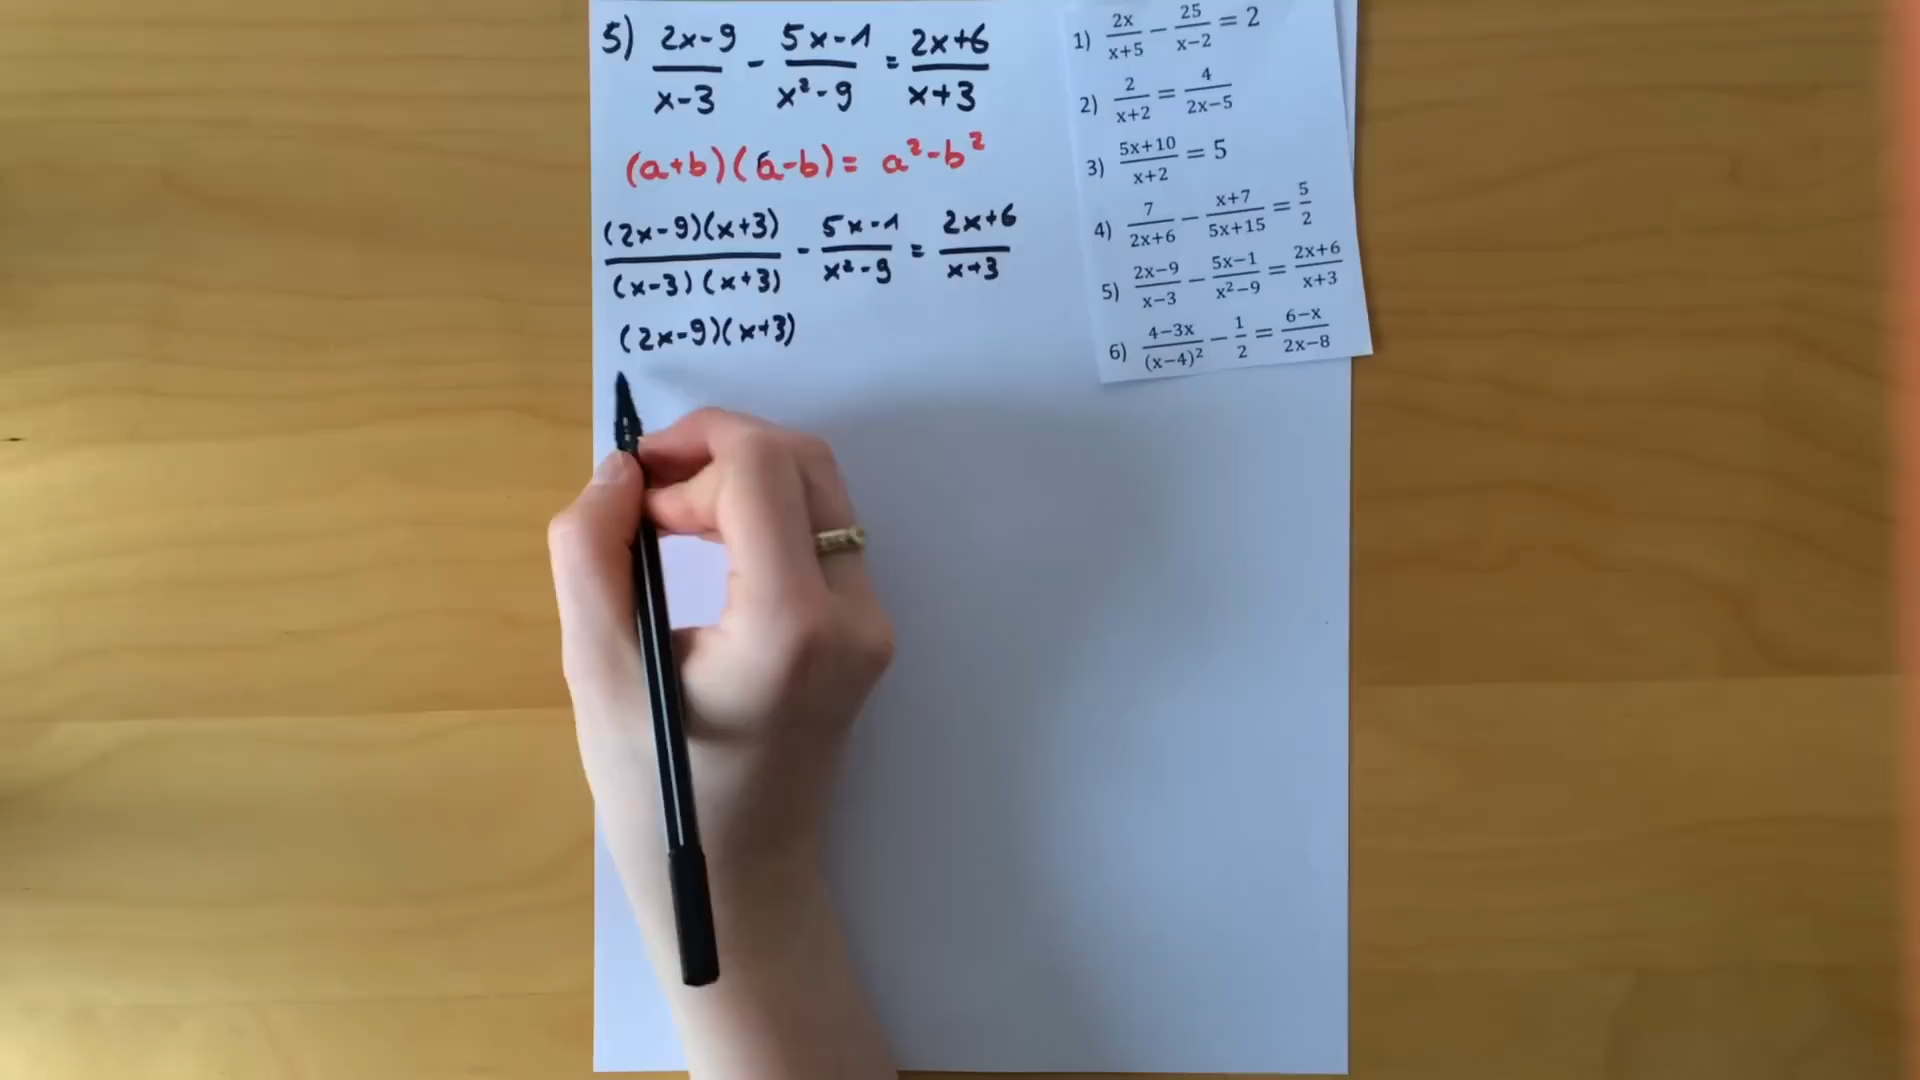 5) (2x-9)/(x-3) - (5x-1)/(x²-9) = (2x+6)/(x+3)
(a+b)(a-b)= a²-b²
((2x-9)(x+3))/((x-3)(x+3)) - (5x-1)/(x²-9) = (2x+6)/(x+3)
(2x-9)(x+3)
1) 2x/(x+5) − 25/(x−2) = 2
2) 2/(x+2) = 4/(2x−5)
3) (5x+10)/(x+2) = 5
4) 7/(2x+6) − (x+7)/(5x+15) = 5/2
5) (2x−9)/(x−3) − (5x−1)/(x²−9) = (2x+6)/(x+3)
6) (4−3x)/(x−4)² − 1/2 = (6−x)/(2x−8)